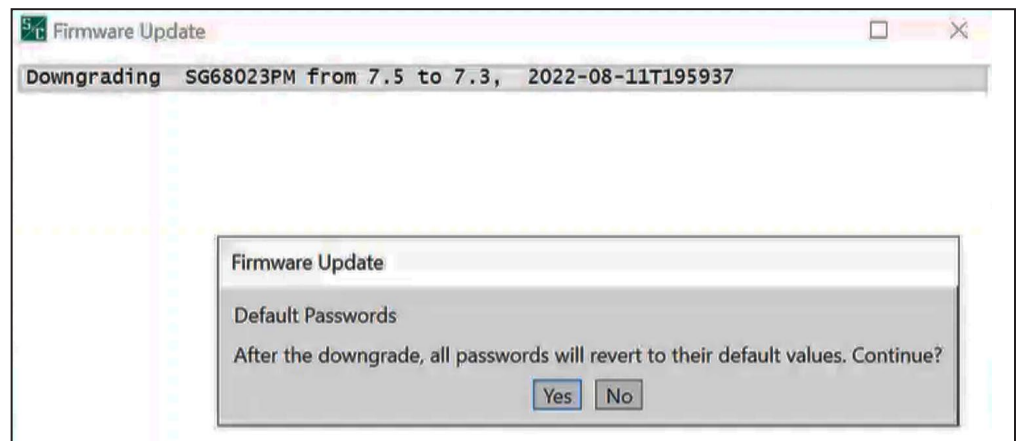 S/C Firmware Update
Downgrading SG68023PM from 7.5 to 7.3, 2022-08-11T195937
Firmware Update
Default Passwords
After the downgrade, all passwords will revert to their default values. Continue?
Yes No